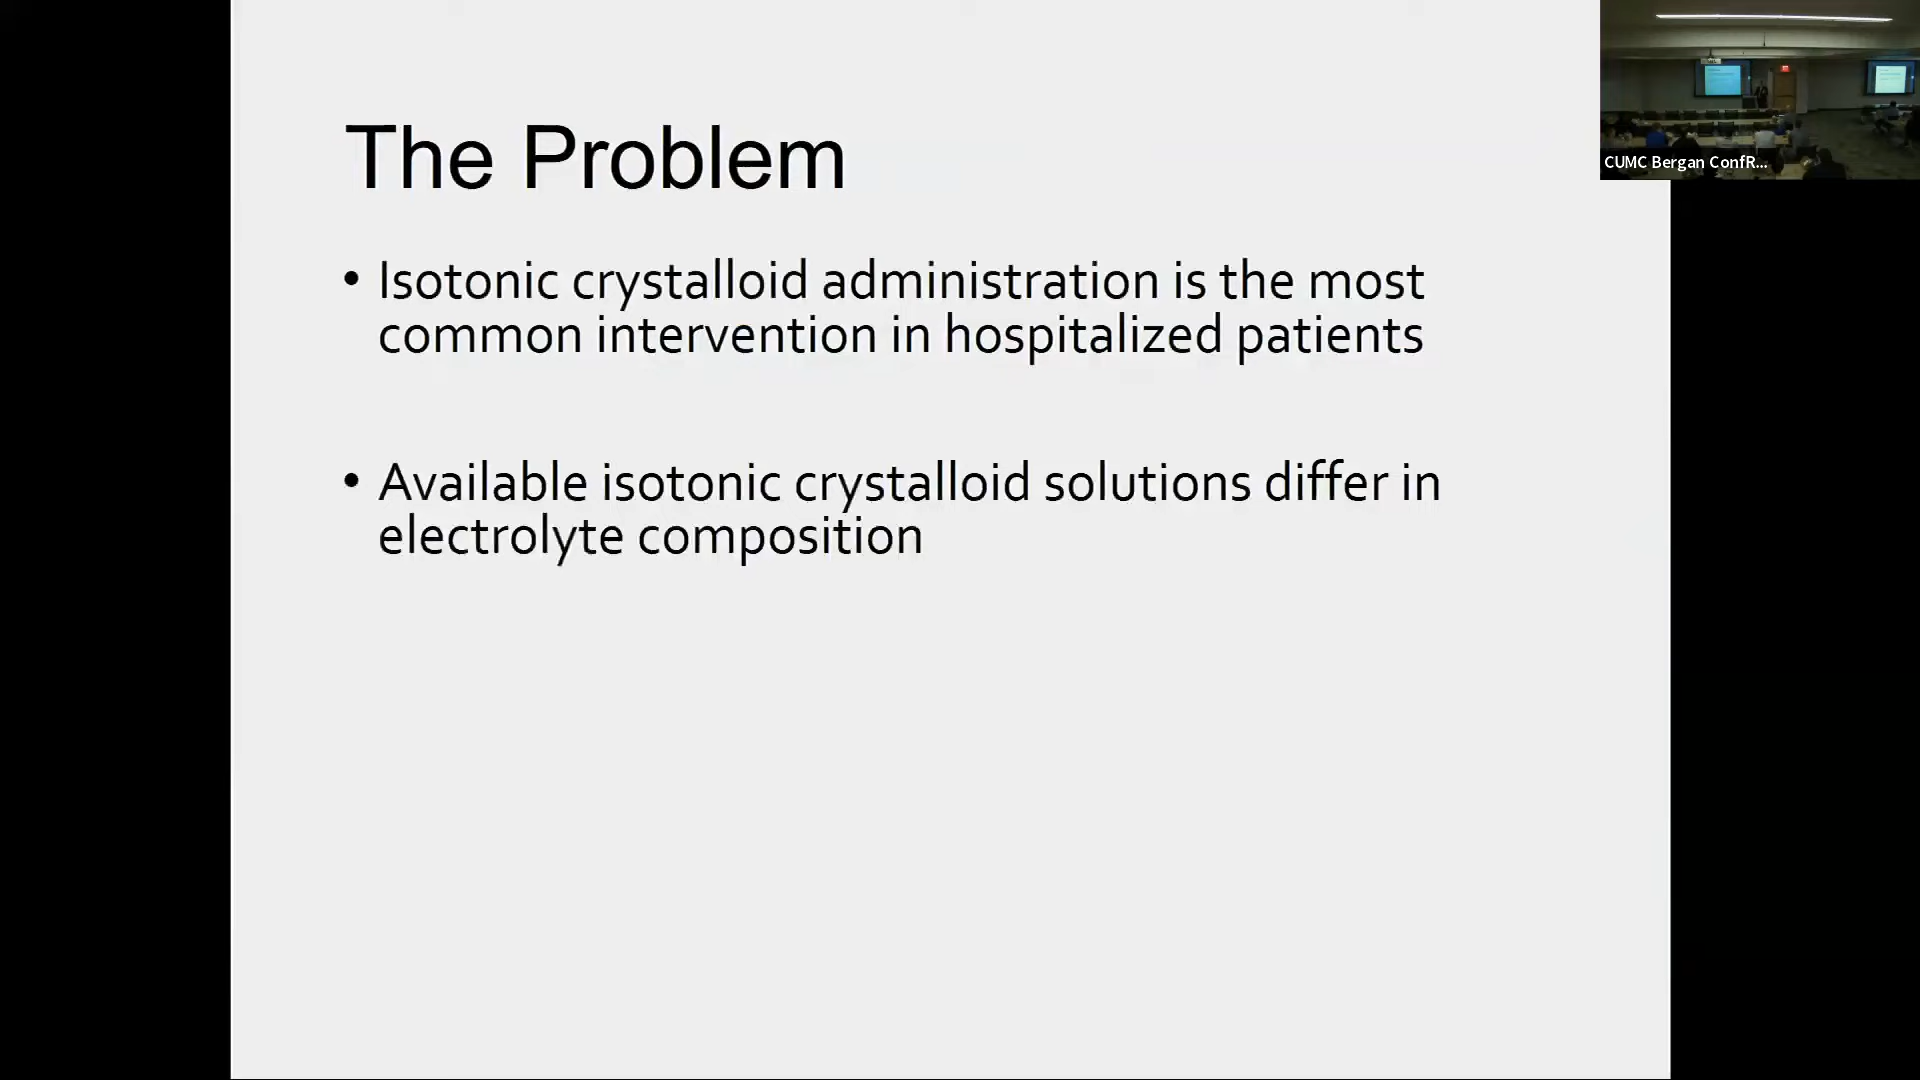 The Problem
• Isotonic crystalloid administration is the most
common intervention in hospitalized patients
• Available isotonic crystalloid solutions differ in
electrolyte composition
CUMC Bergan ConfR...